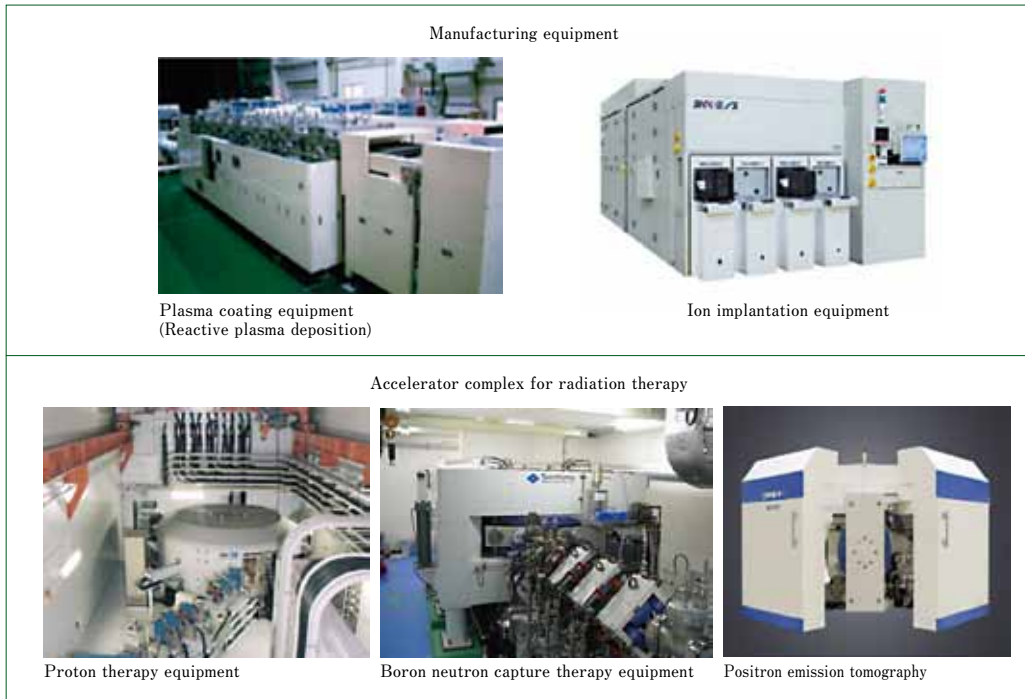 Manufacturing equipment
Plasma coating equipment
(Reactive plasma deposition)
Ion implantation equipment
Accelerator complex for radiation therapy
Proton therapy equipment
Boron neutron capture therapy equipment
Positron emission tomography